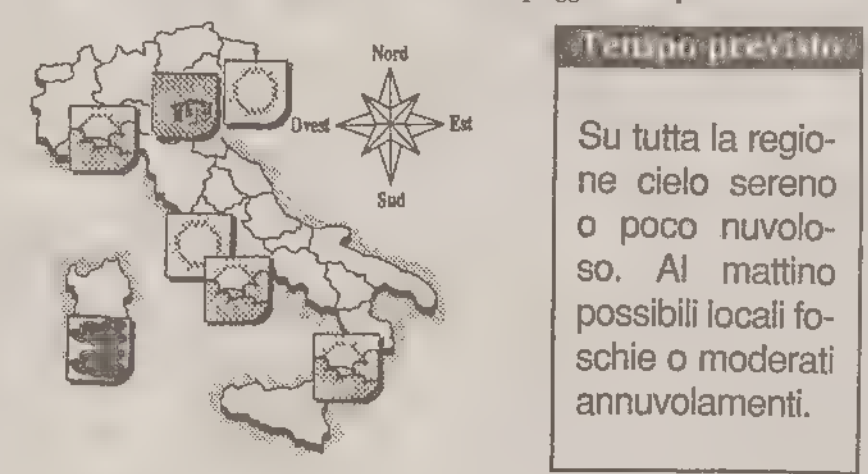 Nord
Ovest
Est
Sud
Tempo previsto
Su tutta la regio-
ne cielo sereno
o poco nuvolo-
so. Al mattino
possibili locali fo-
schie o moderati
annuvolamenti.